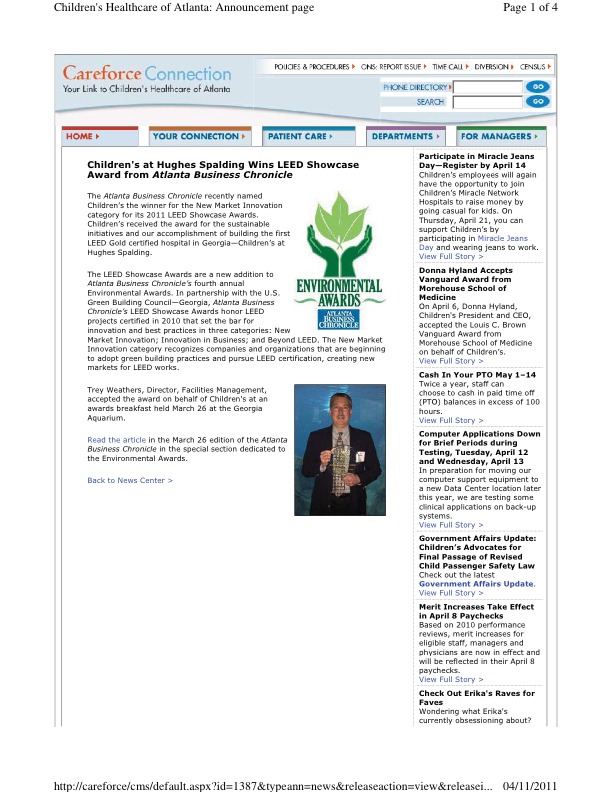 Children's Healthcare of Atlanta: Announcement page
Page 1 of 4
Careforce Connection
Your Link to Children's Healthcare of Atlanta
POLICIES & PROCEDURES
ONS: REPORT ISSUE
TIME CALL
DIVERSION
CENSUS
PHONE DIRECTORY
GO
SEARCH
GO
HOME
YOUR CONNECTION
PATIENT CARE
DEPARTMENTS
FOR MANAGERS
Children's at Hughes Spalding Wins LEED Showcase
Award from Atlanta Business Chronicle
The Atlanta Business Chronicle recently named
Children's the winner for the New Market Innovation
category for its 2011 LEED Showcase Awards.
Children's received the award for the sustainable
initiatives and our accomplishment of building the first
LEED Gold certified hospital in Georgia—Children's at
Hughes Spalding.
The LEED Showcase Awards are a new addition to
Atlanta Business Chronicle's fourth annual
Environmental Awards. In partnership with the U.S.
Green Building Council—Georgia, Atlanta Business
Chronicle's LEED Showcase Awards honor LEED
projects certified in 2010 that set the bar for
innovation and best practices in three categories: New
Market Innovation; Innovation in Business; and Beyond LEED. The New Market
Innovation category recognizes companies and organizations that are beginning
to adopt green building practices and pursue LEED certification, creating new
markets for LEED works.
ENVIRONMENTAL
AWARDS
ATLANTA
BUSINESS
CHRONICLE
Trey Weathers, Director, Facilities Management,
accepted the award on behalf of Children's at an
awards breakfast held March 26 at the Georgia
Aquarium.
Read the article in the March 26 edition of the Atlanta
Business Chronicle in the special section dedicated to
the Environmental Awards.
Back to News Center >
Participate in Miracle Jeans
Day—Register by April 14
Children's employees will again
have the opportunity to join
Children's Miracle Network
Hospitals to raise money by
going casual for kids. On
Thursday, April 21, you can
support Children's by
participating in Miracle Jeans
Day and wearing jeans to work.
View Full Story >
Donna Hyland Accepts
Vanguard Award from
Morehouse School of
Medicine
On April 6, Donna Hyland,
Children's President and CEO,
accepted the Louis C. Brown
Vanguard Award from
Morehouse School of Medicine
on behalf of Children's.
View Full Story >
Cash In Your PTO May 1–14
Twice a year, staff can
choose to cash in paid time off
(PTO) balances in excess of 100
hours.
View Full Story >
Computer Applications Down
for Brief Periods during
Testing, Tuesday, April 12
and Wednesday, April 13
In preparation for moving our
computer support equipment to
a new Data Center location later
this year, we are testing some
clinical applications on back-up
systems.
View Full Story >
Government Affairs Update:
Children's Advocates for
Final Passage of Revised
Child Passenger Safety Law
Check out the latest
Government Affairs Update.
View Full Story >
Merit Increases Take Effect
in April 8 Paychecks
Based on 2010 performance
reviews, merit increases for
eligible staff, managers and
physicians are now in effect and
will be reflected in their April 8
paychecks.
View Full Story >
Check Out Erika's Raves for
Faves
Wondering what Erika's
currently obsessioning about?
http://careforce/cms/default.aspx?id=1387&typeann=news&releaseaction=view&releasei... 04/11/2011